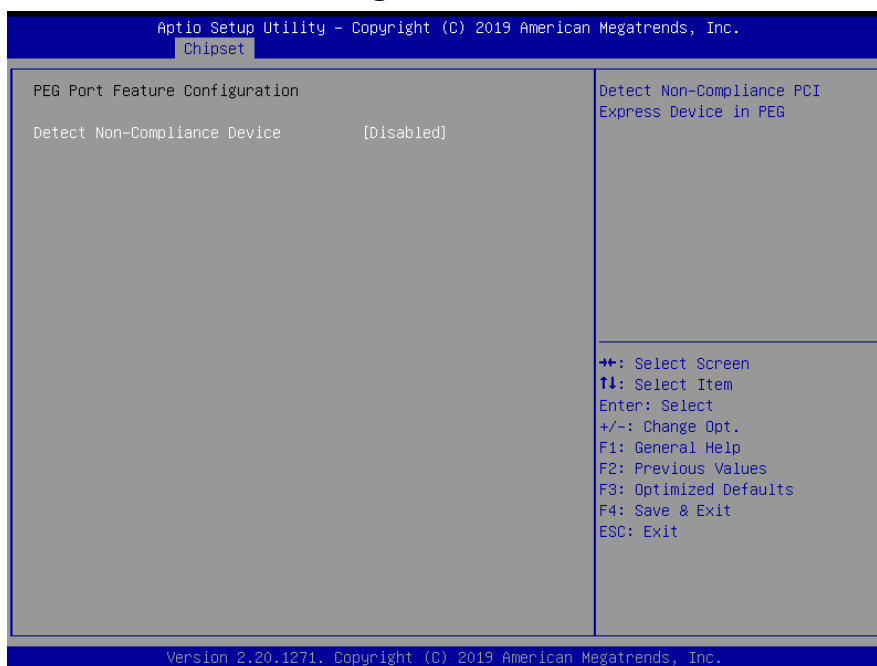 Aptio Setup Utility – Copyright (C) 2019 American Megatrends, Inc.
Chipset
PEG Port Feature Configuration
Detect Non-Compliance Device [Disabled]
Detect Non-Compliance PCI
Express Device in PEG
→←: Select Screen
↑↓: Select Item
Enter: Select
+/-: Change Opt.
F1: General Help
F2: Previous Values
F3: Optimized Defaults
F4: Save & Exit
ESC: Exit
Version 2.20.1271. Copyright (C) 2019 American Megatrends, Inc.